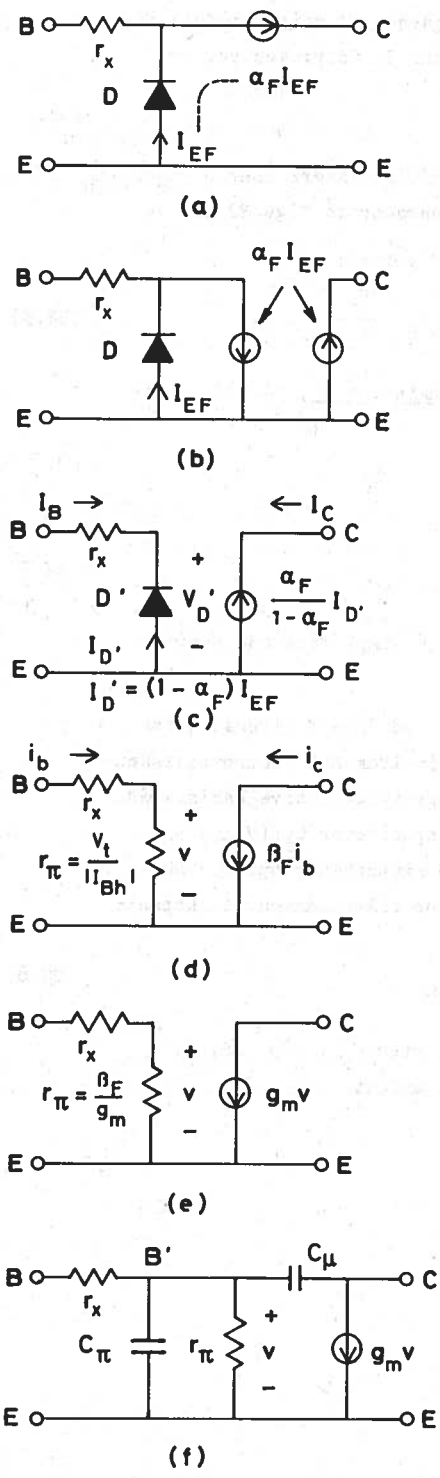 B C
r_x
α_F I_EF
D
I_EF
E E
(a)
B α_F I_EF C
r_x
D
I_EF
E E
(b)
I_B → ← I_C
B C
r_x
+
D' V_D' α_F / 1 - α_F I_D'
I_D' -
E E
I_D' = (1 - α_F) I_EF
(c)
i_b → ← i_c
B C
r_x
+
r_π = V_t / |I_Bh| v β_F i_b
-
E E
(d)
B C
r_x
+
r_π = β_F / g_m v g_m v
-
E E
(e)
B' C_μ
B C
r_x
+
C_π r_π v g_m v
-
E E
(f)